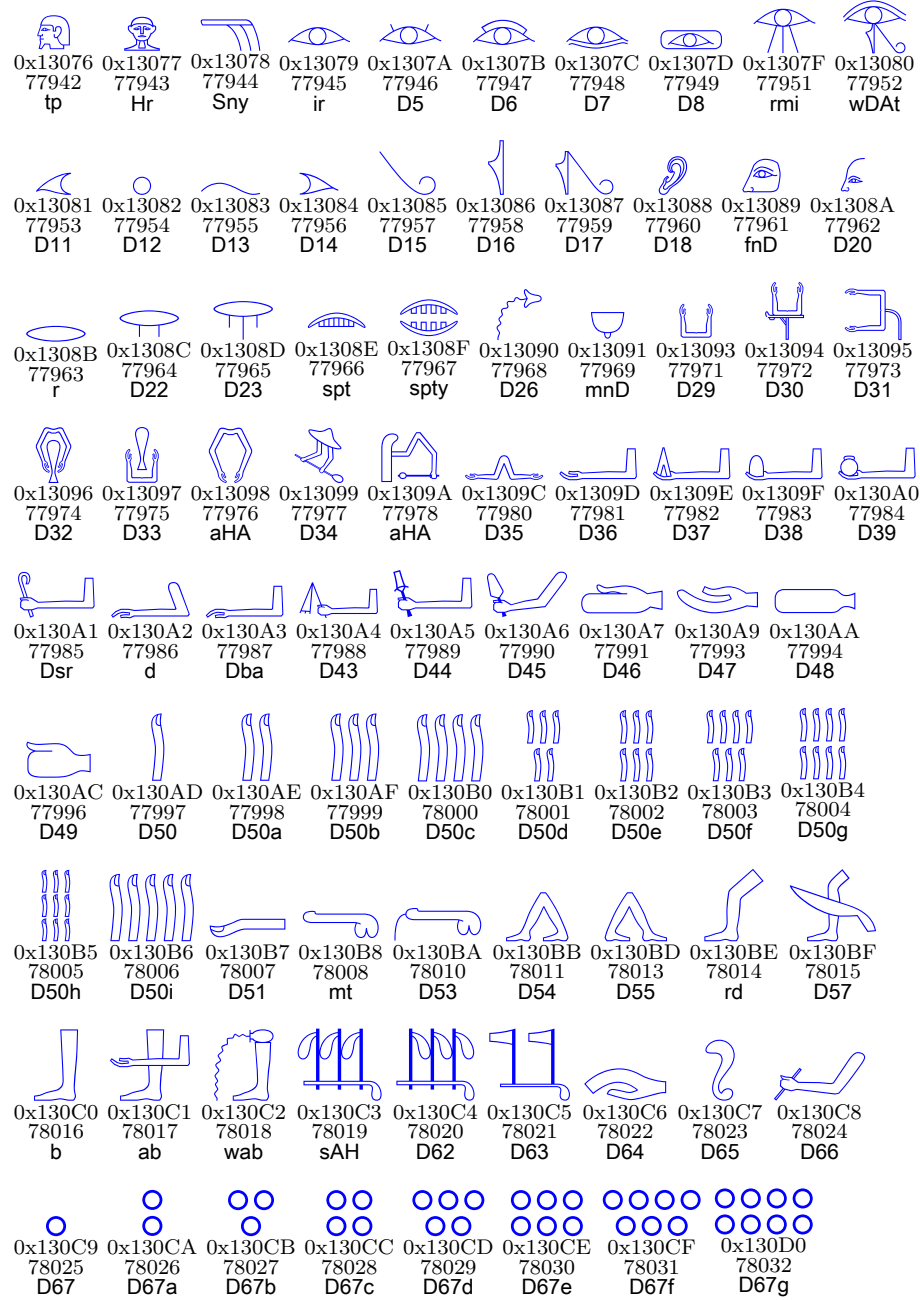 0x13076 0x13077 0x13078 0x13079 0x1307A 0x1307B 0x1307C 0x1307D 0x1307F 0x13080
77942 77943 77944 77945 77946 77947 77948 77949 77951 77952
tp Hr Sny ir D5 D6 D7 D8 rmi wDAt
0x13081 0x13082 0x13083 0x13084 0x13085 0x13086 0x13087 0x13088 0x13089 0x1308A
77953 77954 77955 77956 77957 77958 77959 77960 77961 77962
D11 D12 D13 D14 D15 D16 D17 D18 fnD D20
0x1308B 0x1308C 0x1308D 0x1308E 0x1308F 0x13090 0x13091 0x13093 0x13094 0x13095
77963 77964 77965 77966 77967 77968 77969 77971 77972 77973
r D22 D23 spt spty D26 mnD D29 D30 D31
0x13096 0x13097 0x13098 0x13099 0x1309A 0x1309C 0x1309D 0x1309E 0x1309F 0x130A0
77974 77975 77976 77977 77978 77980 77981 77982 77983 77984
D32 D33 aHA D34 aHA D35 D36 D37 D38 D39
0x130A1 0x130A2 0x130A3 0x130A4 0x130A5 0x130A6 0x130A7 0x130A9 0x130AA
77985 77986 77987 77988 77989 77990 77991 77993 77994
Dsr d Dba D43 D44 D45 D46 D47 D48
0x130AC 0x130AD 0x130AE 0x130AF 0x130B0 0x130B1 0x130B2 0x130B3 0x130B4
77996 77997 77998 77999 78000 78001 78002 78003 78004
D49 D50 D50a D50b D50c D50d D50e D50f D50g
0x130B5 0x130B6 0x130B7 0x130B8 0x130BA 0x130BB 0x130BD 0x130BE 0x130BF
78005 78006 78007 78008 78010 78011 78013 78014 78015
D50h D50i D51 mt D53 D54 D55 rd D57
0x130C0 0x130C1 0x130C2 0x130C3 0x130C4 0x130C5 0x130C6 0x130C7 0x130C8
78016 78017 78018 78019 78020 78021 78022 78023 78024
b ab wab sAH D62 D63 D64 D65 D66
0x130C9 0x130CA 0x130CB 0x130CC 0x130CD 0x130CE 0x130CF 0x130D0
78025 78026 78027 78028 78029 78030 78031 78032
D67 D67a D67b D67c D67d D67e D67f D67g